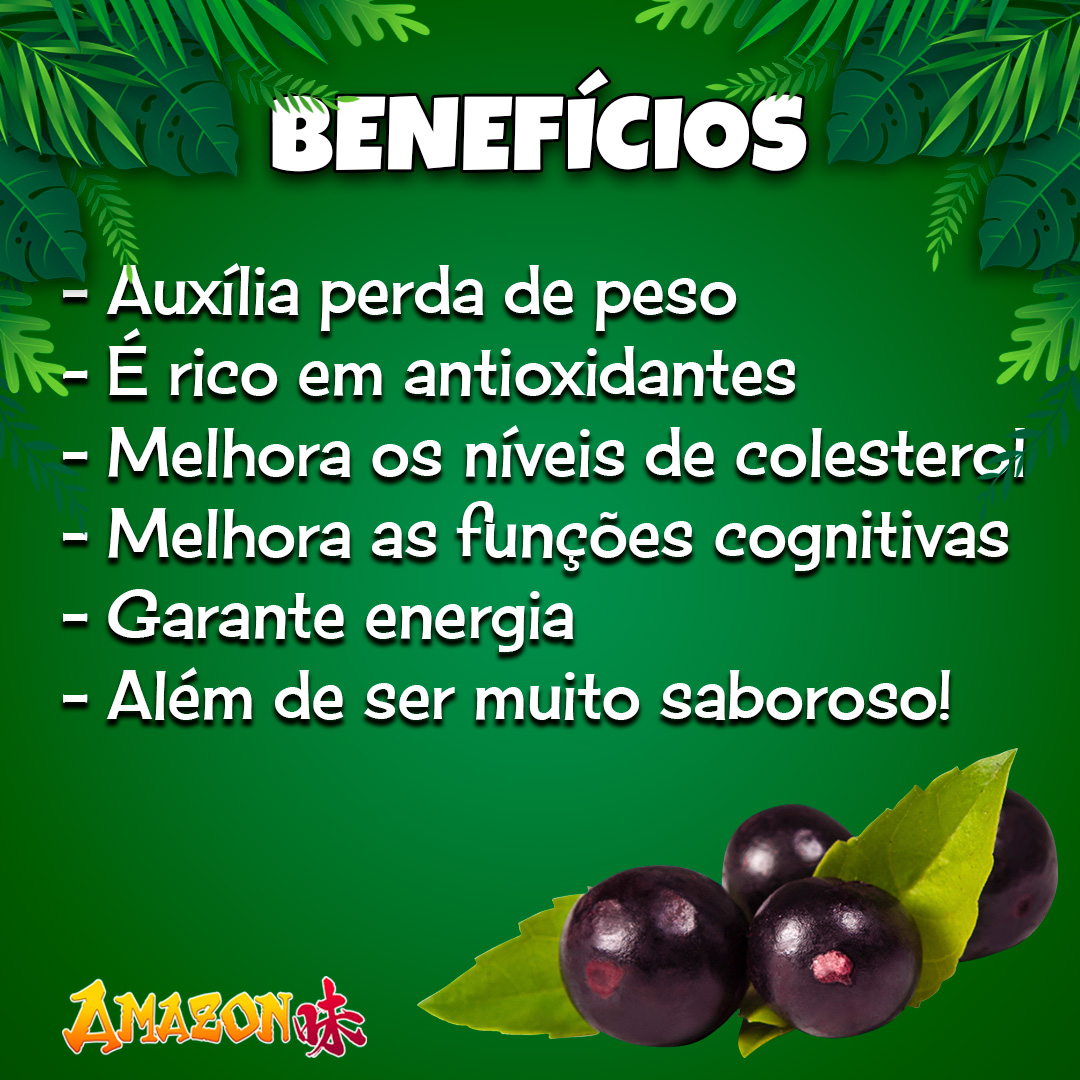 BENEFÍCIOS
- Auxília perda de peso
- É rico em antioxidantes
- Melhora os níveis de colesterol
- Melhora as funções cognitivas
- Garante energia
- Além de ser muito saboroso!
AMAZON味